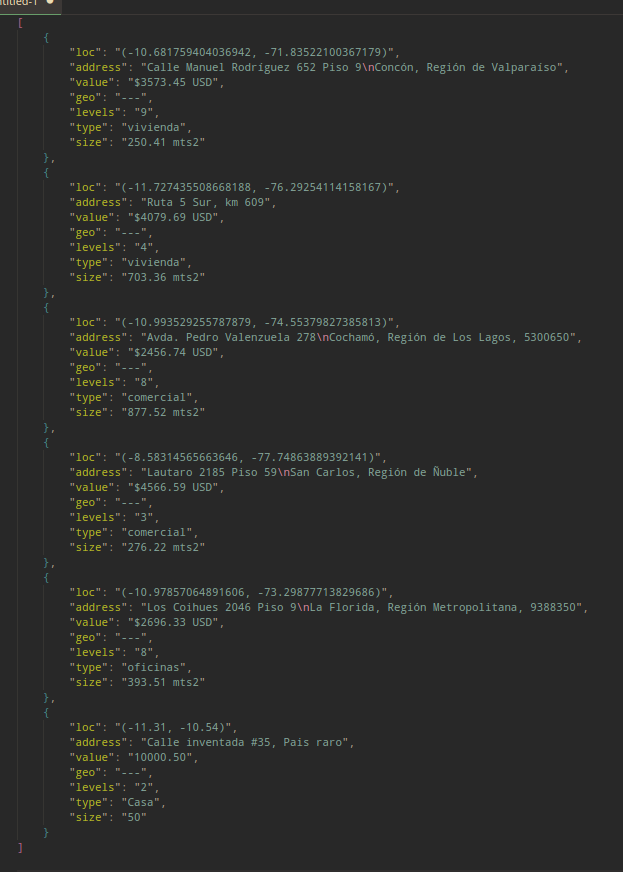 ntitled-1
[
{
"loc": "(-10.681759404036942, -71.83522100367179)",
"address": "Calle Manuel Rodríguez 652 Piso 9\nConcón, Región de Valparaíso",
"value": "$3573.45 USD",
"geo": "---",
"levels": "9",
"type": "vivienda",
"size": "250.41 mts2"
},
{
"loc": "(-11.727435508668188, -76.29254114158167)",
"address": "Ruta 5 Sur, km 609",
"value": "$4079.69 USD",
"geo": "---",
"levels": "4",
"type": "vivienda",
"size": "703.36 mts2"
},
{
"loc": "(-10.993529255787879, -74.55379827385813)",
"address": "Avda. Pedro Valenzuela 278\nCochamó, Región de Los Lagos, 5300650",
"value": "$2456.74 USD",
"geo": "---",
"levels": "8",
"type": "comercial",
"size": "877.52 mts2"
},
{
"loc": "(-8.58314565663646, -77.74863889392141)",
"address": "Lautaro 2185 Piso 59\nSan Carlos, Región de Ñuble",
"value": "$4566.59 USD",
"geo": "---",
"levels": "3",
"type": "comercial",
"size": "276.22 mts2"
},
{
"loc": "(-10.97857064891606, -73.29877713829686)",
"address": "Los Coihues 2046 Piso 9\nLa Florida, Región Metropolitana, 9388350",
"value": "$2696.33 USD",
"geo": "---",
"levels": "8",
"type": "oficinas",
"size": "393.51 mts2"
},
{
"loc": "(-11.31, -10.54)",
"address": "Calle inventada #35, Pais raro",
"value": "10000.50",
"geo": "---",
"levels": "2",
"type": "Casa",
"size": "50"
}
]